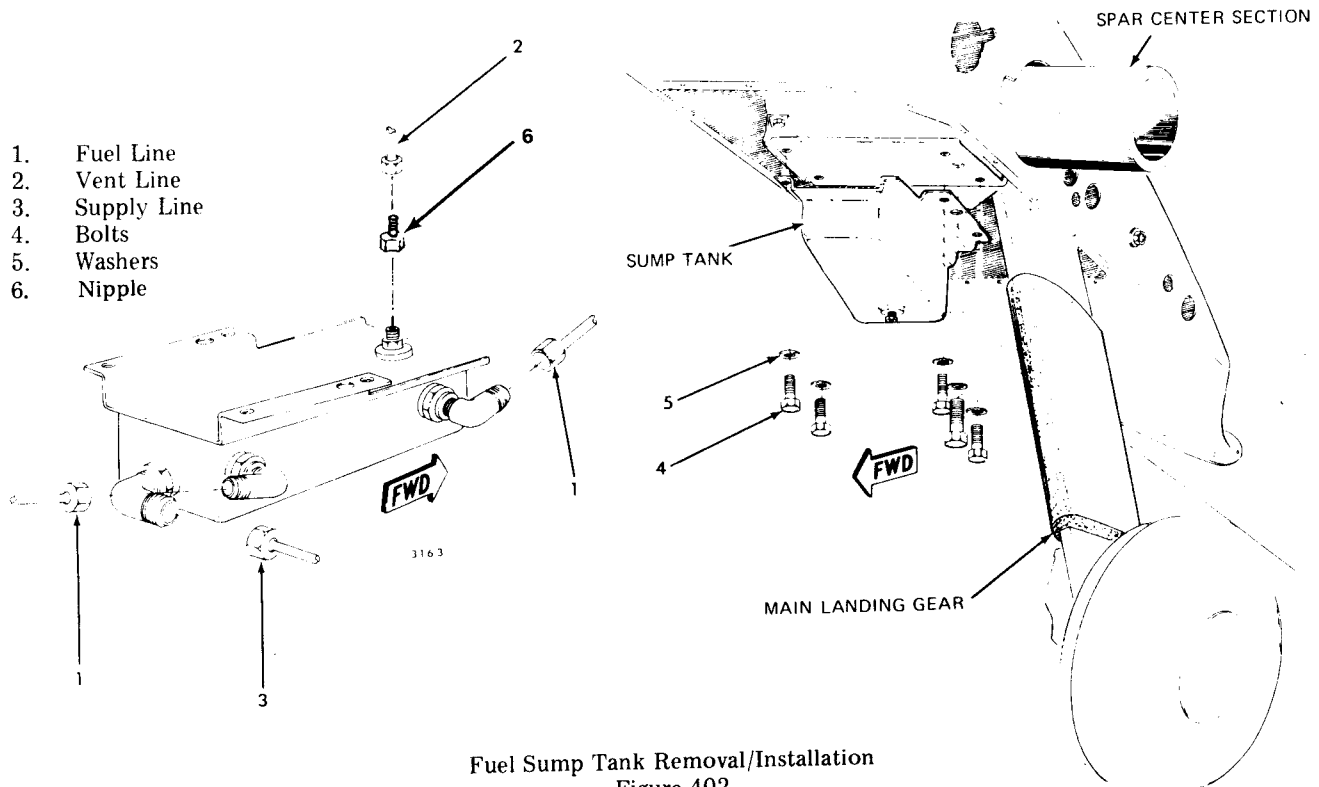 SPAR CENTER SECTION
2
6
1. Fuel Line
2. Vent Line
3. Supply Line
4. Bolts
5. Washers
6. Nipple
SUMP TANK
5
4
FWD
FWD
1
3163
MAIN LANDING GEAR
1
3
Fuel Sump Tank Removal/Installation
Figure 402